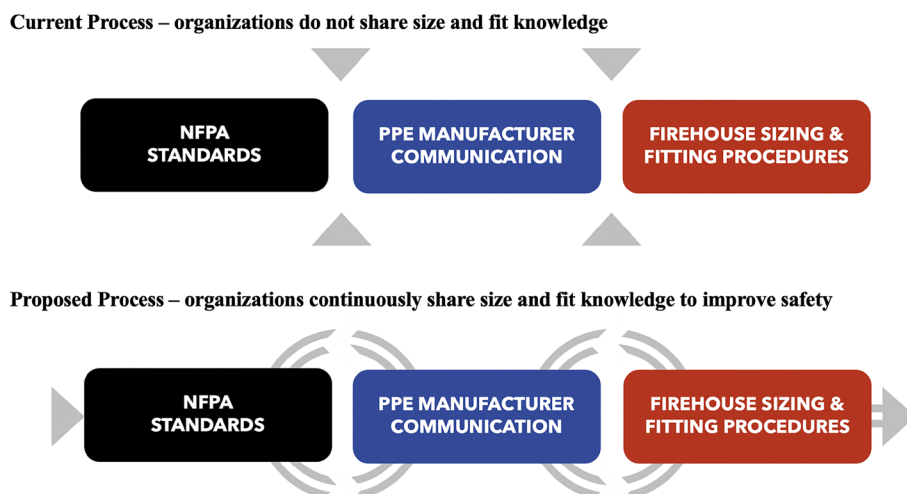 Current Process – organizations do not share size and fit knowledge
NFPA
STANDARDS
PPE MANUFACTURER
COMMUNICATION
FIREHOUSE SIZING &
FITTING PROCEDURES
Proposed Process – organizations continuously share size and fit knowledge to improve safety
NFPA
STANDARDS
PPE MANUFACTURER
COMMUNICATION
FIREHOUSE SIZING &
FITTING PROCEDURES